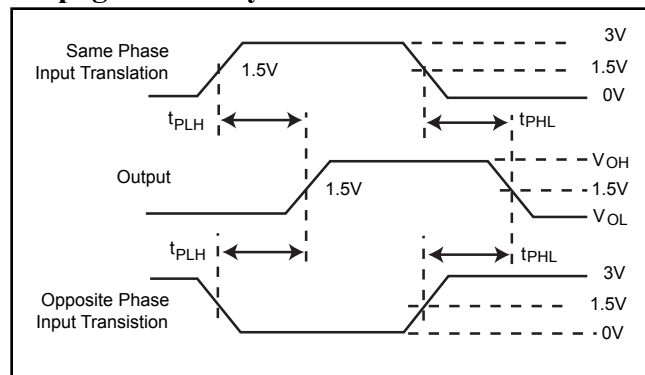 Same Phase
Input Translation
3V
1.5V
1.5V
0V
tPLH
tPHL
Output
VOH
1.5V
1.5V
VOL
tPLH
tPHL
3V
Opposite Phase
Input Transistion
1.5V
0V